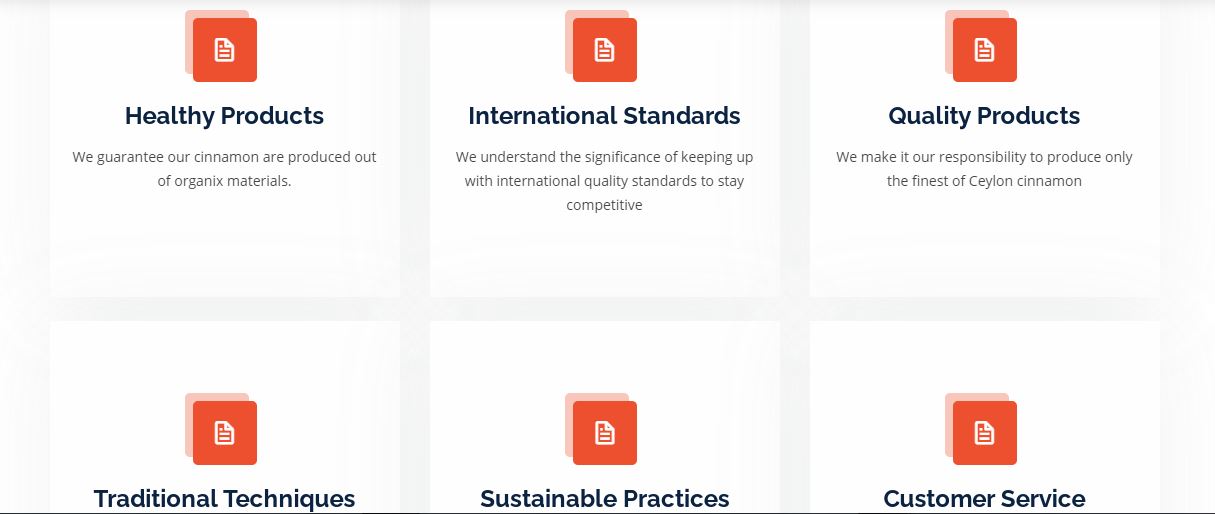 Healthy Products
We guarantee our cinnamon are produced out
of organix materials.
International Standards
We understand the significance of keeping up
with international quality standards to stay
competitive
Quality Products
We make it our responsibility to produce only
the finest of Ceylon cinnamon
Traditional Techniques
Sustainable Practices
Customer Service